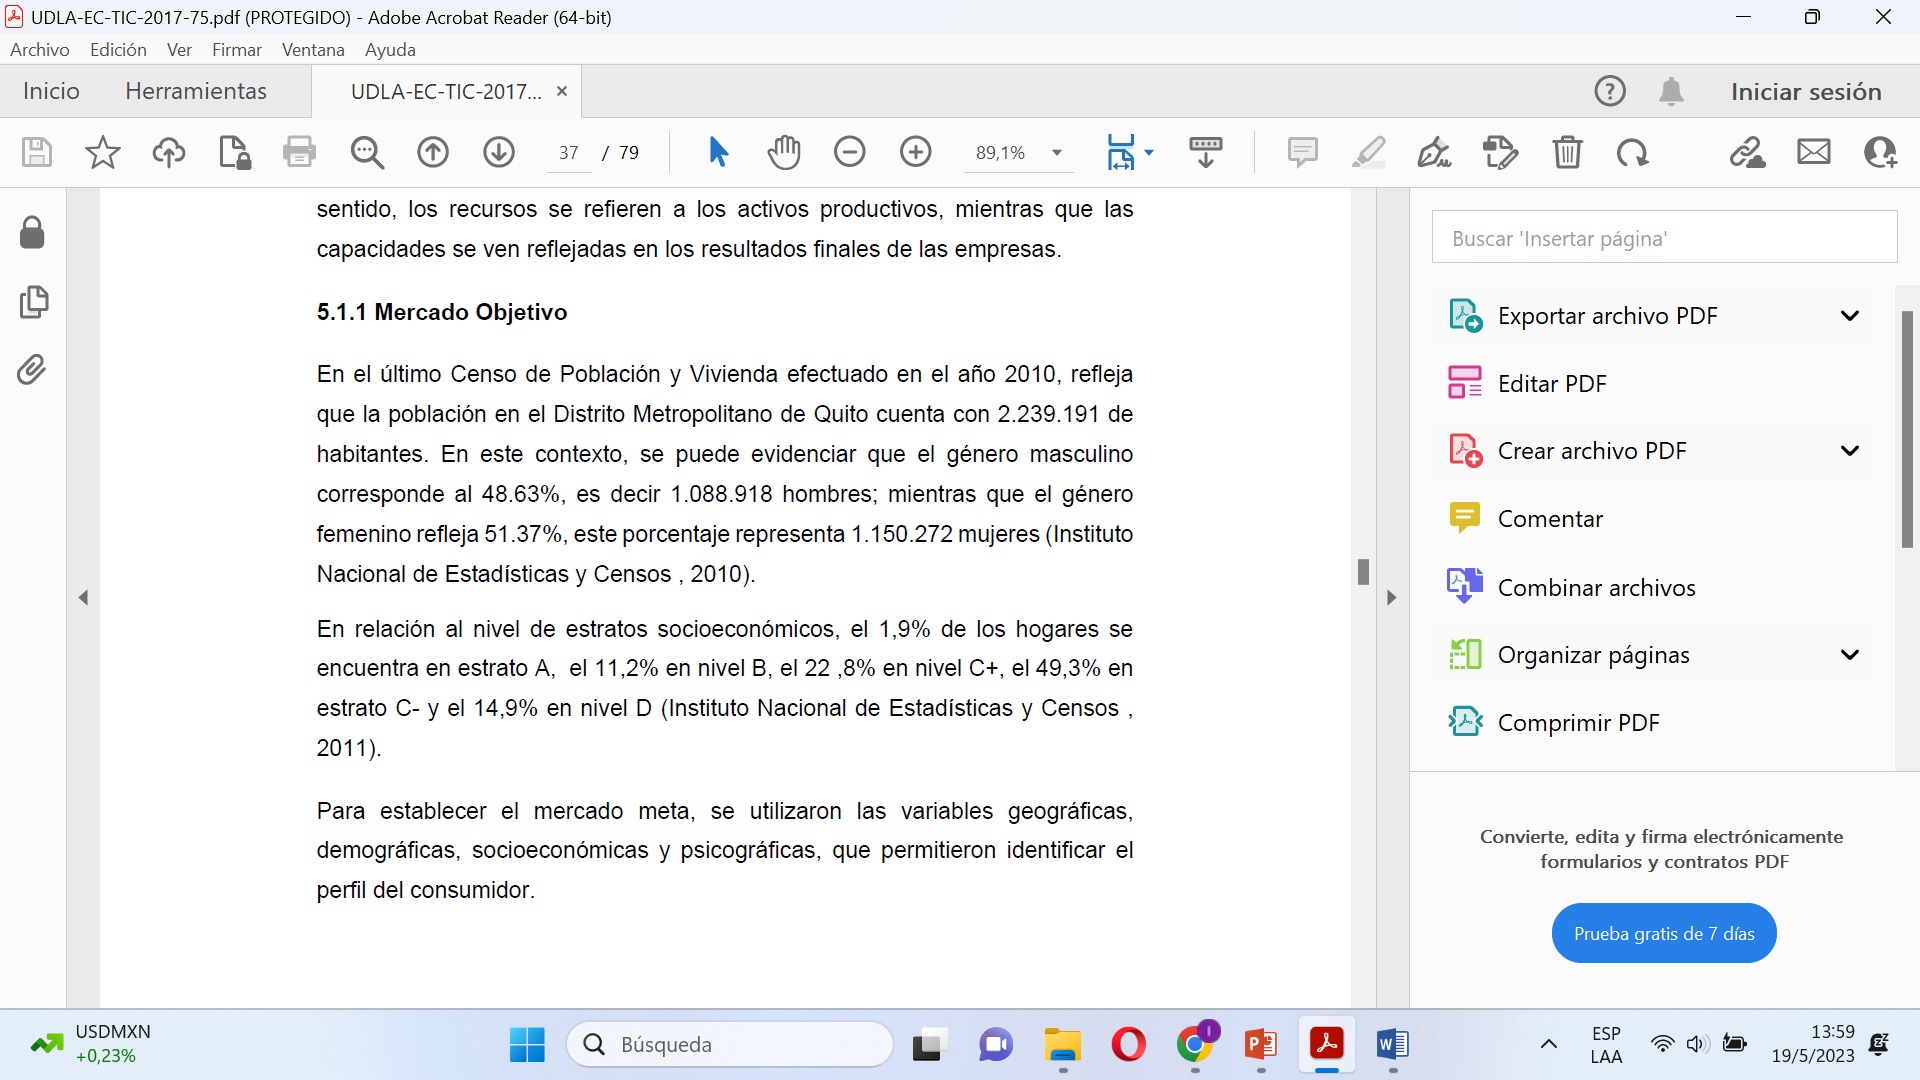 UDLA-EC-TIC-2017-75.pdf (PROTEGIDO) - Adobe Acrobat Reader (64-bit)
Archivo Edición Ver Firmar Ventana Ayuda
Inicio Herramientas UDLA-EC-TIC-2017... × ? Iniciar sesión
37 / 79 89,1%
sentido, los recursos se refieren a los activos productivos, mientras que las
capacidades se ven reflejadas en los resultados finales de las empresas.
5.1.1 Mercado Objetivo
En el último Censo de Población y Vivienda efectuado en el año 2010, refleja
que la población en el Distrito Metropolitano de Quito cuenta con 2.239.191 de
habitantes. En este contexto, se puede evidenciar que el género masculino
corresponde al 48.63%, es decir 1.088.918 hombres; mientras que el género
femenino refleja 51.37%, este porcentaje representa 1.150.272 mujeres (Instituto
Nacional de Estadísticas y Censos , 2010).
En relación al nivel de estratos socioeconómicos, el 1,9% de los hogares se
encuentra en estrato A,  el 11,2% en nivel B, el 22 ,8% en nivel C+, el 49,3% en
estrato C- y el 14,9% en nivel D (Instituto Nacional de Estadísticas y Censos ,
2011).
Para establecer el mercado meta, se utilizaron las variables geográficas,
demográficas, socioeconómicas y psicográficas, que permitieron identificar el
perfil del consumidor.
Buscar 'Insertar página'
Exportar archivo PDF
Editar PDF
Crear archivo PDF
Comentar
Combinar archivos
Organizar páginas
Comprimir PDF
Convierte, edita y firma electrónicamente
formularios y contratos PDF
Prueba gratis de 7 días
USDMXN
+0,23%
Búsqueda
ESP
LAA
13:59
19/5/2023